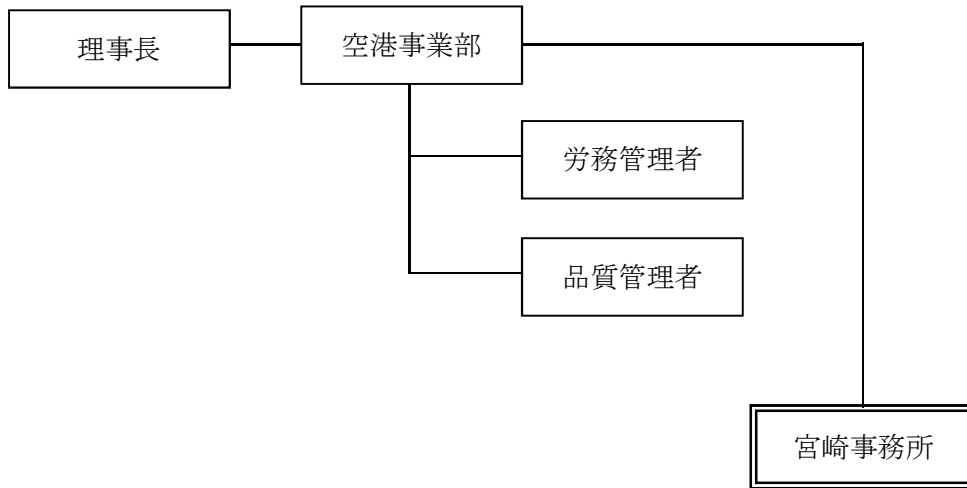 理事長
空港事業部
労務管理者
品質管理者
宮崎事務所